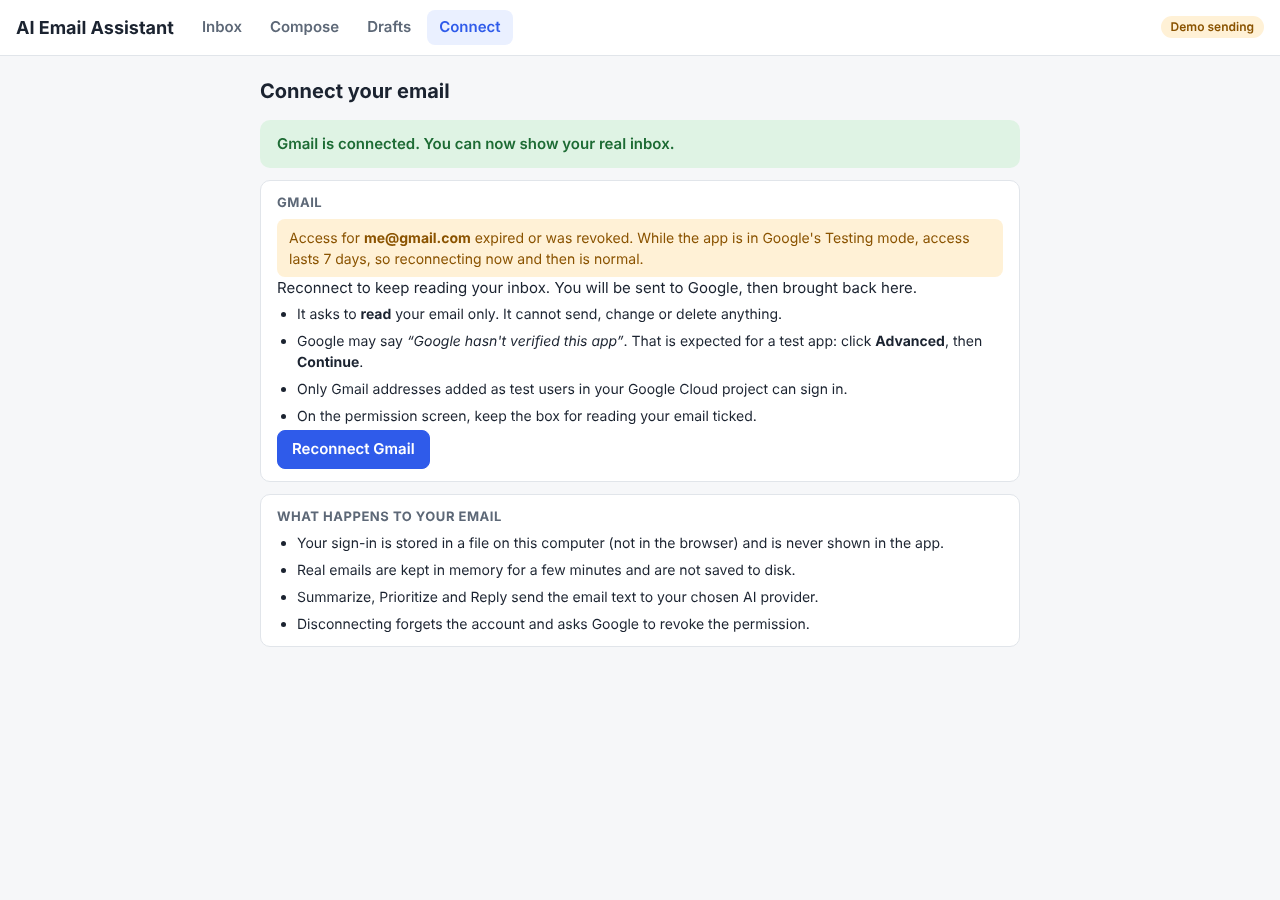 AI Email Assistant
Inbox
Compose
Drafts
Connect
Demo sending
Connect your email
Gmail is connected. You can now show your real inbox.
GMAIL
Access for me@gmail.com expired or was revoked. While the app is in Google's Testing mode, access
lasts 7 days, so reconnecting now and then is normal.
Reconnect to keep reading your inbox. You will be sent to Google, then brought back here.
• It asks to read your email only. It cannot send, change or delete anything.
• Google may say “Google hasn't verified this app”. That is expected for a test app: click Advanced, then
Continue.
• Only Gmail addresses added as test users in your Google Cloud project can sign in.
• On the permission screen, keep the box for reading your email ticked.
Reconnect Gmail
WHAT HAPPENS TO YOUR EMAIL
• Your sign-in is stored in a file on this computer (not in the browser) and is never shown in the app.
• Real emails are kept in memory for a few minutes and are not saved to disk.
• Summarize, Prioritize and Reply send the email text to your chosen AI provider.
• Disconnecting forgets the account and asks Google to revoke the permission.